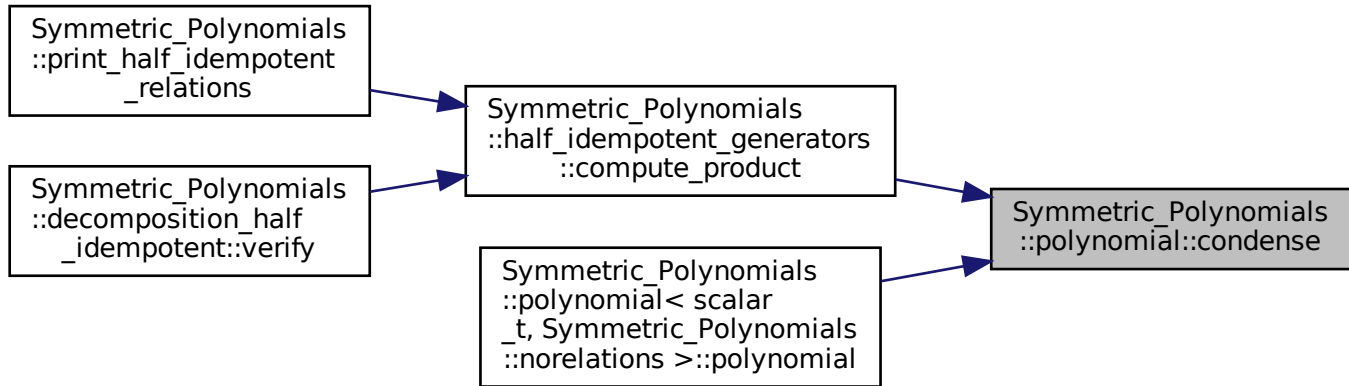 Symmetric_Polynomials
::print_half_idempotent
_relations
Symmetric_Polynomials
::decomposition_half
_idempotent::verify
Symmetric_Polynomials
::half_idempotent_generators
::compute_product
Symmetric_Polynomials
::polynomial< scalar
_t, Symmetric_Polynomials
::norelations >::polynomial
Symmetric_Polynomials
::polynomial::condense